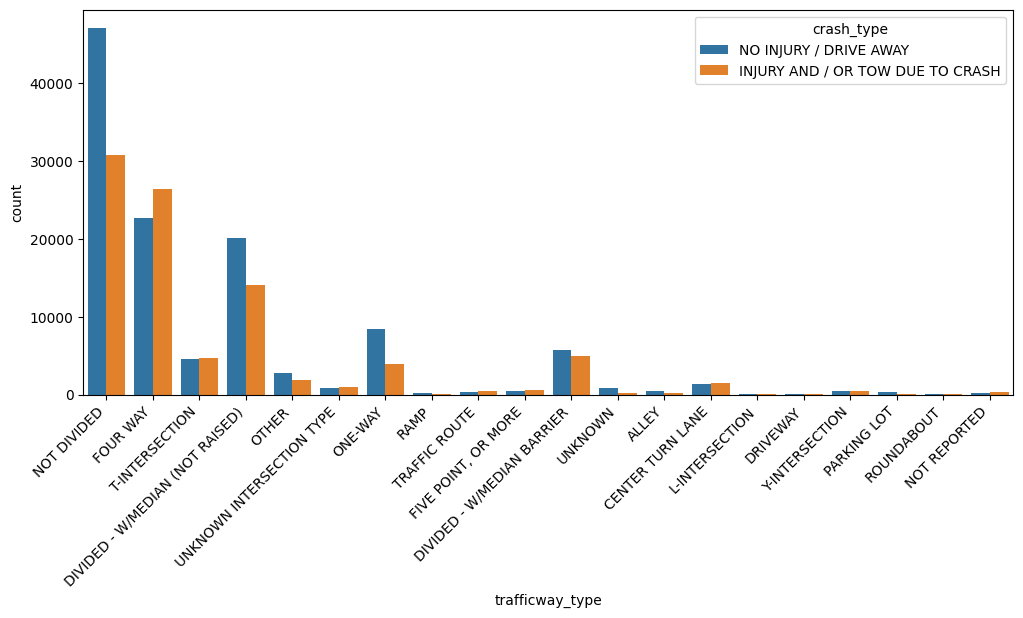 crash_type
NO INJURY / DRIVE AWAY
INJURY AND / OR TOW DUE TO CRASH
40000
30000
20000
10000
0
count
NOT DIVIDED
FOUR WAY
T-INTERSECTION
DIVIDED - W/MEDIAN (NOT RAISED)
OTHER
UNKNOWN INTERSECTION TYPE
ONE-WAY
RAMP
TRAFFIC ROUTE
FIVE POINT, OR MORE
DIVIDED - W/MEDIAN BARRIER
UNKNOWN
ALLEY
CENTER TURN LANE
L-INTERSECTION
DRIVEWAY
Y-INTERSECTION
PARKING LOT
ROUNDABOUT
NOT REPORTED
trafficway_type